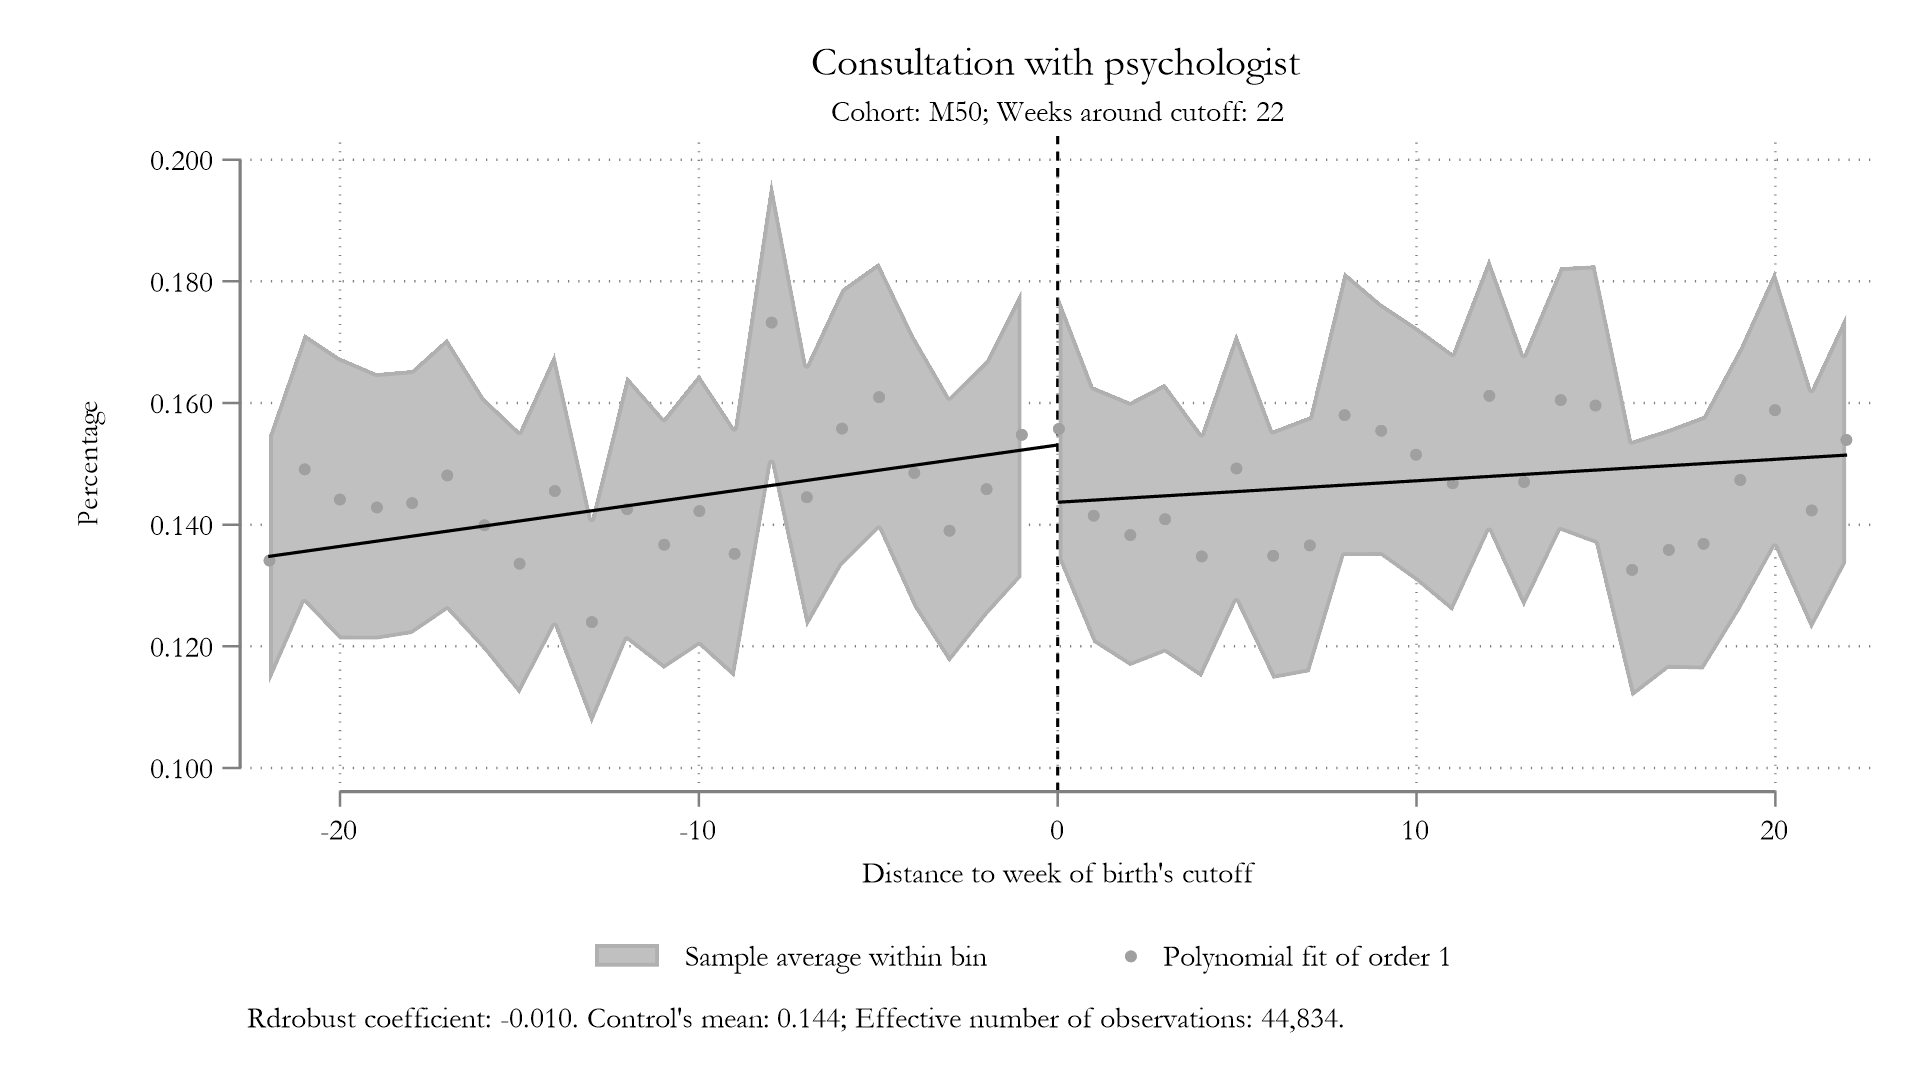 Consultation with psychologist
Cohort: M50; Weeks around cutoff: 22
0.200
0.180
0.160
0.140
0.120
0.100
Percentage
-20 -10 0 10 20
Distance to week of birth's cutoff
Sample average within bin Polynomial fit of order 1
Rdrobust coefficient: -0.010. Control's mean: 0.144; Effective number of observations: 44,834.